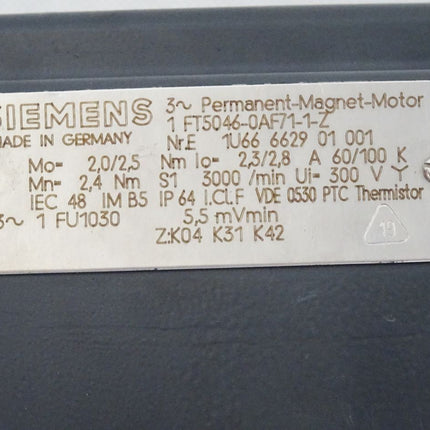 SIEMENS 3~ Permanent-Magnet-Motor
1 FT5046-0AF71-1-Z
MADE IN GERMANY Nr.E 1U66 6629 01 001
Mo= 2,0/2,5 Nm Io= 2,3/2,8 A 60/100 K
Mn= 2,4 Nm S1 3000 /min Ui= 300 V Y
IEC 48 IM B5 IP 64 I.Cl.F VDE 0530 PTC Thermistor
3~ 1 FU1030 5,5 mVmin
Z:K04 K31 K42
10